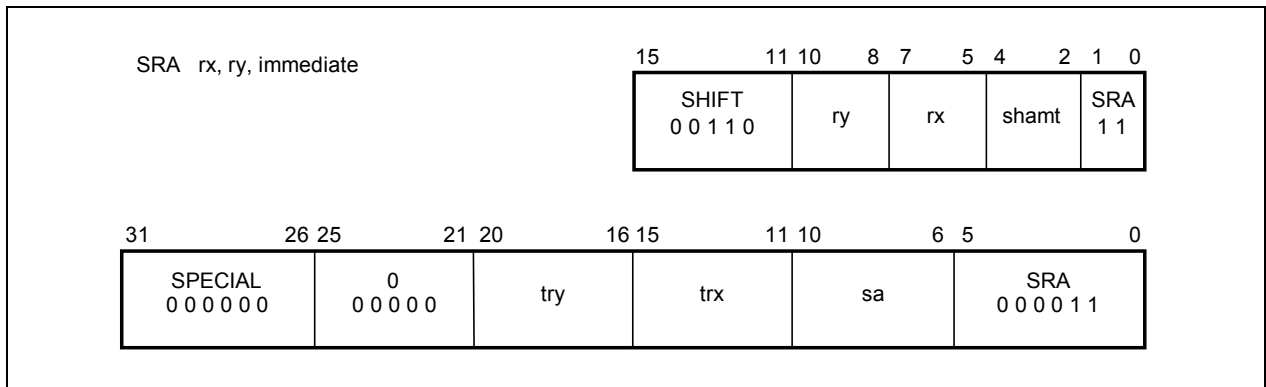 SRA rx, ry, immediate
15 11 10 8 7 5 4 2 1 0
SHIFT
0 0 1 1 0
ry
rx
shamt
SRA
1 1
31 26 25 21 20 16 15 11 10 6 5 0
SPECIAL
0 0 0 0 0 0
0
0 0 0 0 0
try
trx
sa
SRA
0 0 0 0 1 1